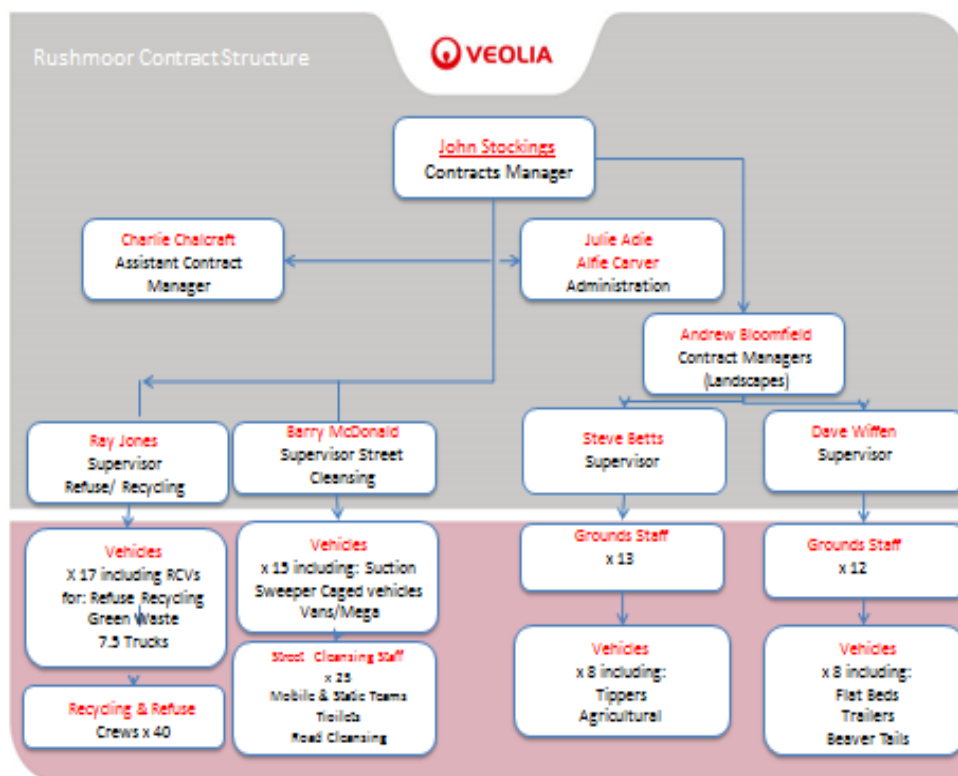 Rushmoor Contract Structure
VEOLIA
John Stockings
Contracts Manager
Charlie Chalcraft
Assistant Contract
Manager
Julie Adie
Alfie Carver
Administration
Andrew Bloomfield
Contract Managers
(Landscapes)
Ray Jones
Supervisor
Refuse/ Recycling
Barry McDonald
Supervisor Street
Cleansing
Steve Betts
Supervisor
Dave Wiffen
Supervisor
Vehicles
X 17 including RCVs
for: Refuse Recycling
Green Waste
7.5 Trucks
Vehicles
x 15 including: Suction
Sweeper Caged vehicles
Vans/Mega
Grounds Staff
x 13
Grounds Staff
x 12
Recycling & Refuse
Crews x 40
Street Cleansing Staff
x 25
Mobile & Static Teams
Road Cleansing
Vehicles
x 8 including:
Tippers
Agricultural
Vehicles
x 8 including:
Flat Beds
Trailers
Beaver Tails